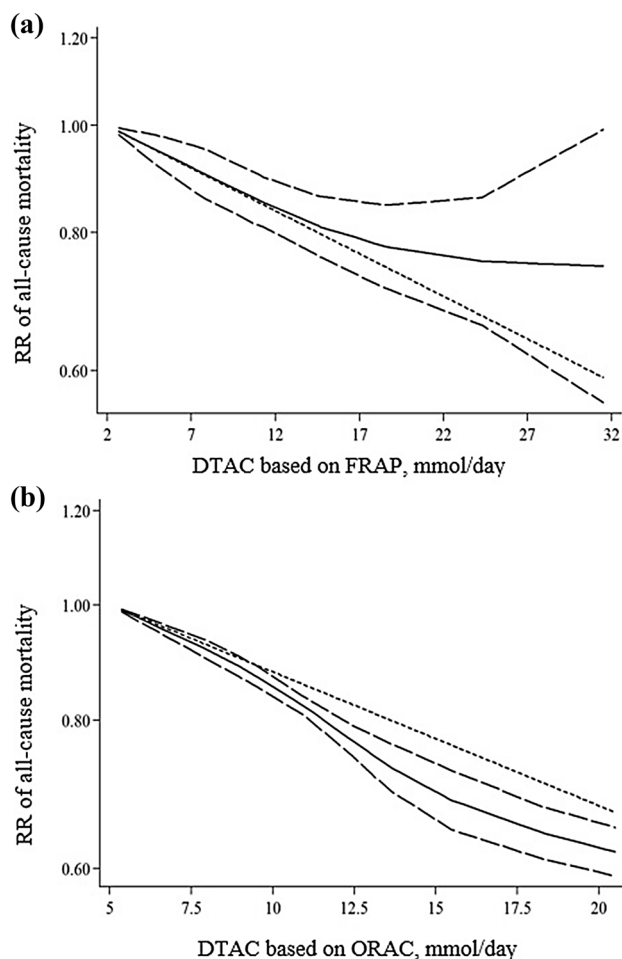 (a)
1.20
1.00
0.80
0.60
RR of all-cause mortality
2 7 12 17 22 27 32
DTAC based on FRAP, mmol/day
(b)
1.20
1.00
0.80
0.60
RR of all-cause mortality
5 7.5 10 12.5 15 17.5 20
DTAC based on ORAC, mmol/day